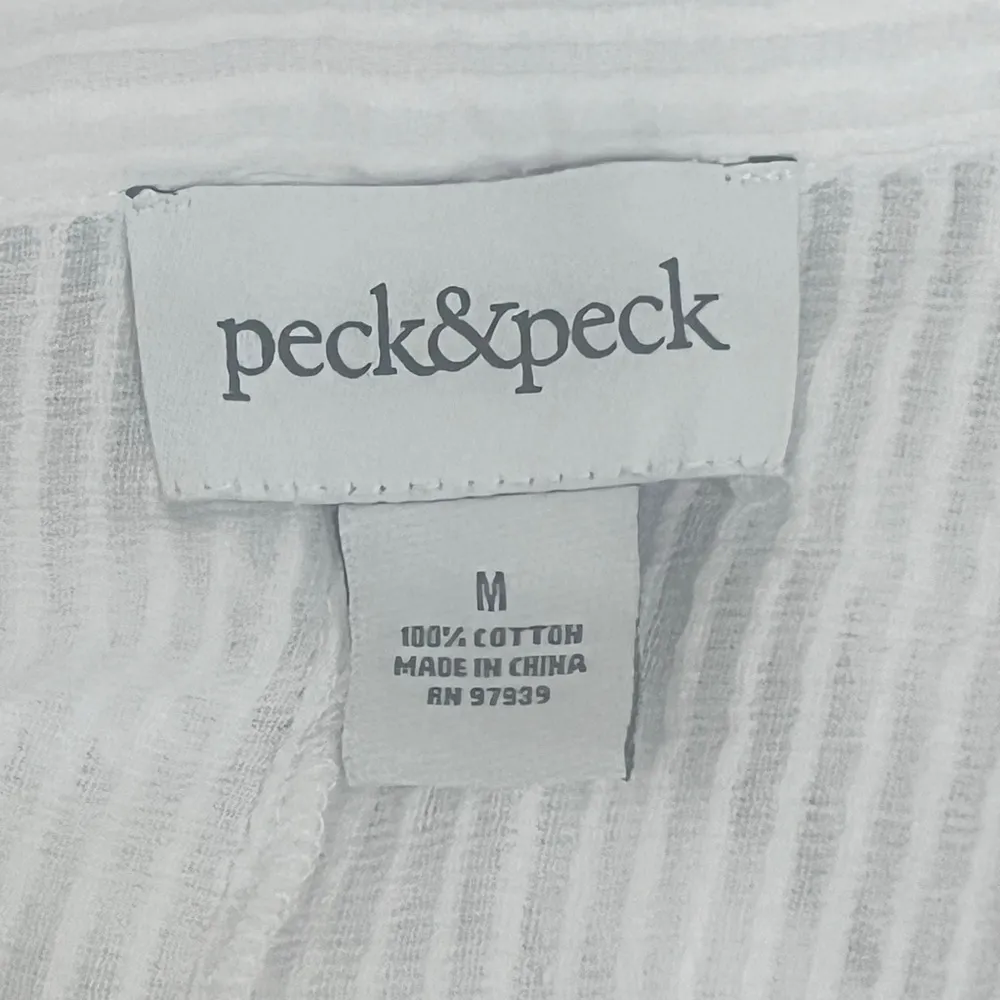 peck&peck
M
100% COTTON
MADE IN CHINA
RN 97939